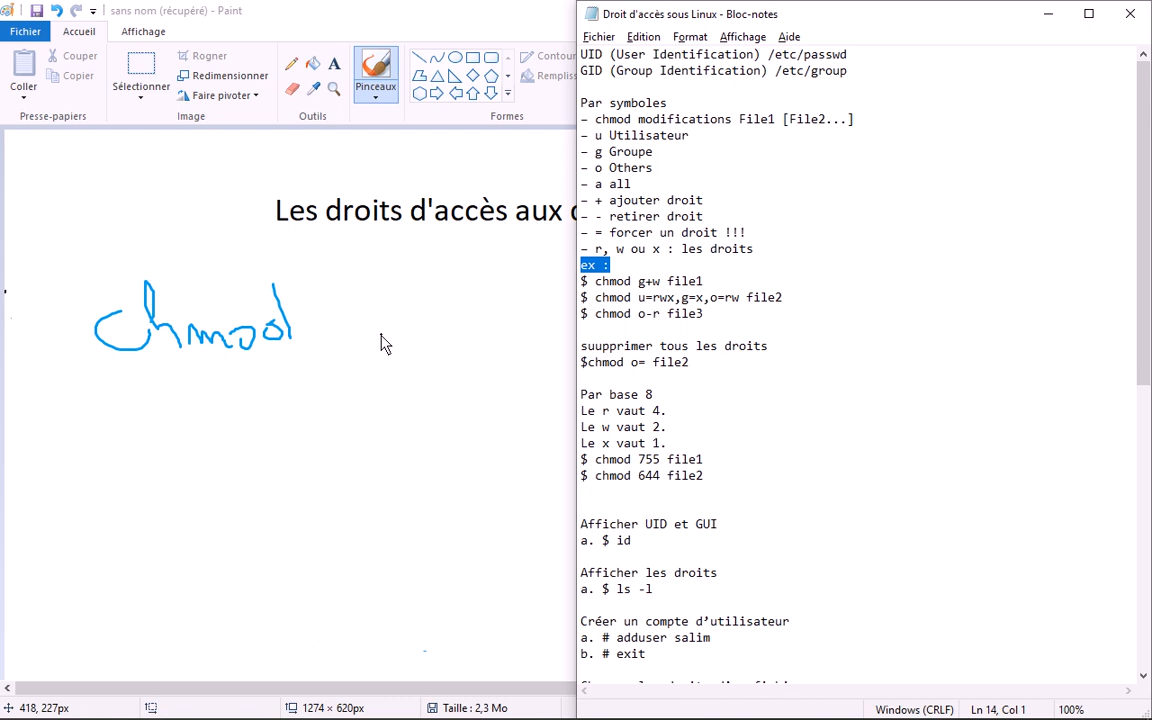 sans nom (récupéré) - Paint
Fichier
Accueil
Affichage
Coller
Couper
Copier
Presse-papiers
Sélectionner
Rogner
Redimensionner
Faire pivoter
Image
Outils
Pinceaux
Contour
Rempliss
Formes
Les droits d'accès aux
chmod
418, 227px
1274 × 620px
Taille : 2,3 Mo
Droit d'accès sous Linux - Bloc-notes
Fichier Edition Format Affichage Aide
UID (User Identification) /etc/passwd
GID (Group Identification) /etc/group
Par symboles
– chmod modifications File1 [File2...]
– u Utilisateur
– g Groupe
– o Others
– a all
– + ajouter droit
– - retirer droit
– = forcer un droit !!!
– r, w ou x : les droits
ex :
$ chmod g+w file1
$ chmod u=rwx,g=x,o=rw file2
$ chmod o-r file3
suupprimer tous les droits
$chmod o= file2
Par base 8
Le r vaut 4.
Le w vaut 2.
Le x vaut 1.
$ chmod 755 file1
$ chmod 644 file2
Afficher UID et GUI
a. $ id
Afficher les droits
a. $ ls -l
Créer un compte d’utilisateur
a. # adduser salim
b. # exit
Windows (CRLF)
Ln 14, Col 1
100%